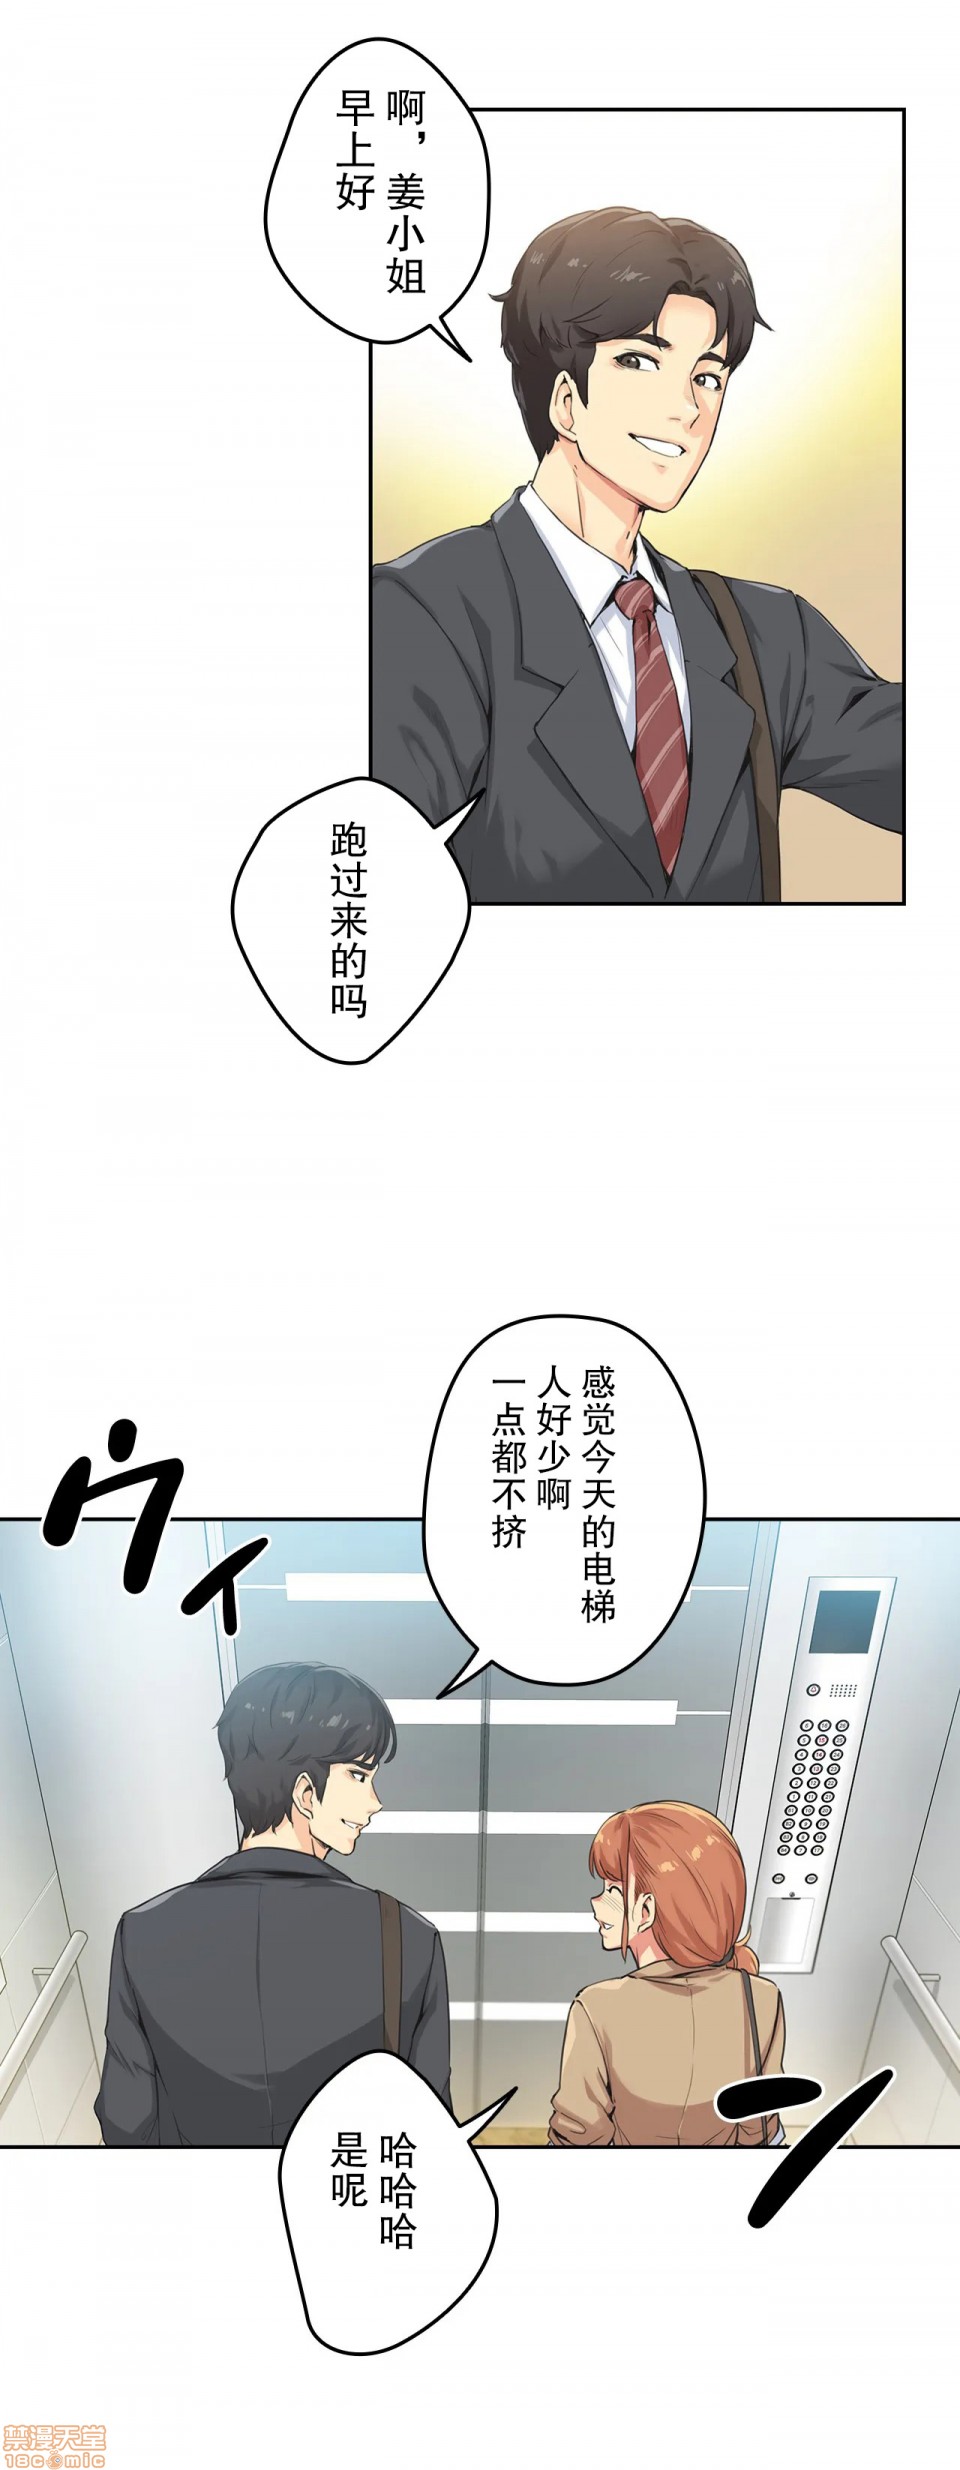 啊，姜小姐
早上好
跑过来的吗
感觉今天的电梯
人好少啊
一点都不挤
ウィーン
哈哈哈
是呢
禁漫天堂
18comic